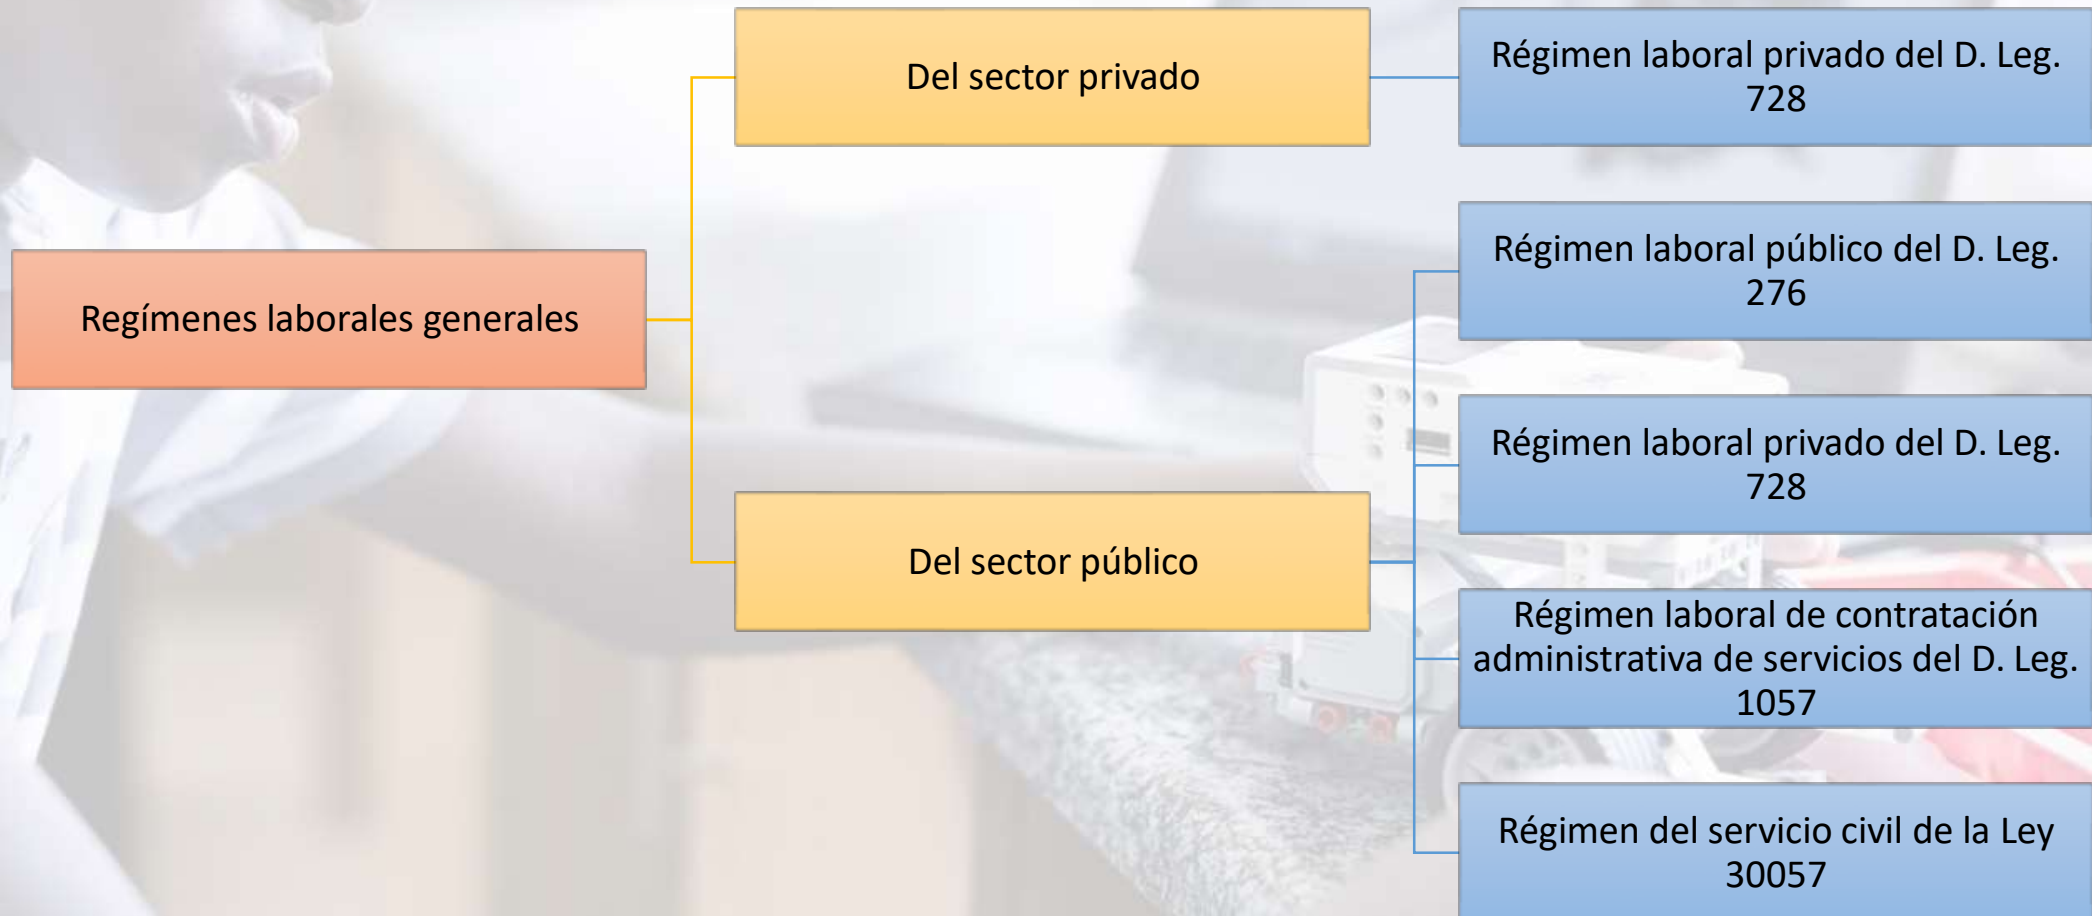 Del sector privado
Régimen laboral privado del D. Leg.
728
Régimen laboral público del D. Leg.
276
Regímenes laborales generales
Régimen laboral privado del D. Leg.
728
Del sector público
Régimen laboral de contratación
administrativa de servicios del D. Leg.
1057
Régimen del servicio civil de la Ley
30057